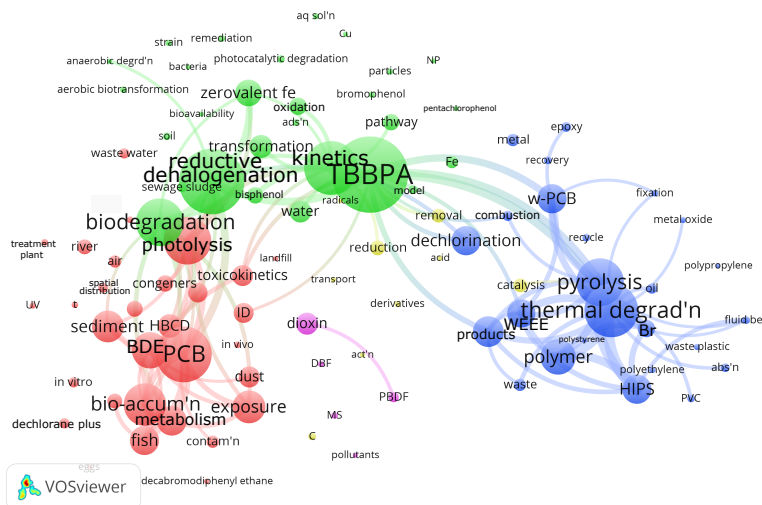 aq sol'n
Cu
strain
remediation
anaerobic degrd'n
bacteria
photocatalytic degradation
NP
particles
aerobic biotransformation
zerovalent fe
bromophenol
oxidation
pentachlorophenol
bioavailability
ads'n
pathway
epoxy
soil
metal
transformation
waste water
reductive
kinetics
Fe
recovery
dehalogenation
TBBPA
sewage sludge
bisphenol
radicals
model
w-PCB
fixation
biodegradation
water
removal
combustion
metal oxide
treatment
plant
river
photolysis
reduction
dechlorination
recycle
air
landfill
acid
polypropylene
spatial
distribution
congeners
toxicokinetics
transport
catalysis
pyrolysis
oil
UV
t
derivatives
sediment
HBCD
ID
dioxin
WEEE
thermal degrad'n
fluid be
products
Br
BDE
PCB
in vivo
polystyrene
waste plastic
act'n
polymer
DBF
polyethylene
abs'n
in vitro
dust
waste
HIPS
PBDF
PVC
bio-accum'n
exposure
dechlorane plus
metabolism
MS
fish
contam'n
C
pollutants
eggs
decabromodiphenyl ethane
VOSviewer